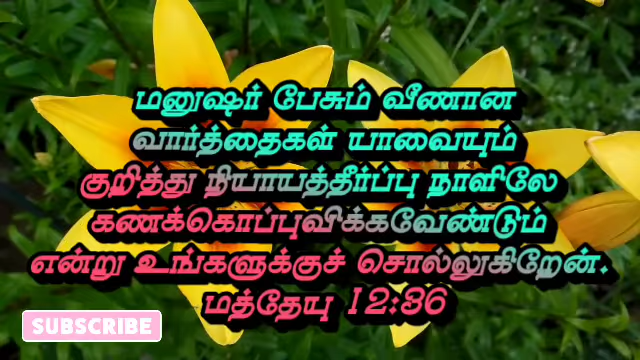 மனுஷர் பேசும் வீணான
வார்த்தைகள் யாவையும்
குறித்து நியாயத்தீர்ப்பு நாளிலே
கணக்கொப்புவிக்கவேண்டும்
என்று உங்களுக்குச் சொல்லுகிறேன்.
மத்தேயு 12:36
SUBSCRIBE